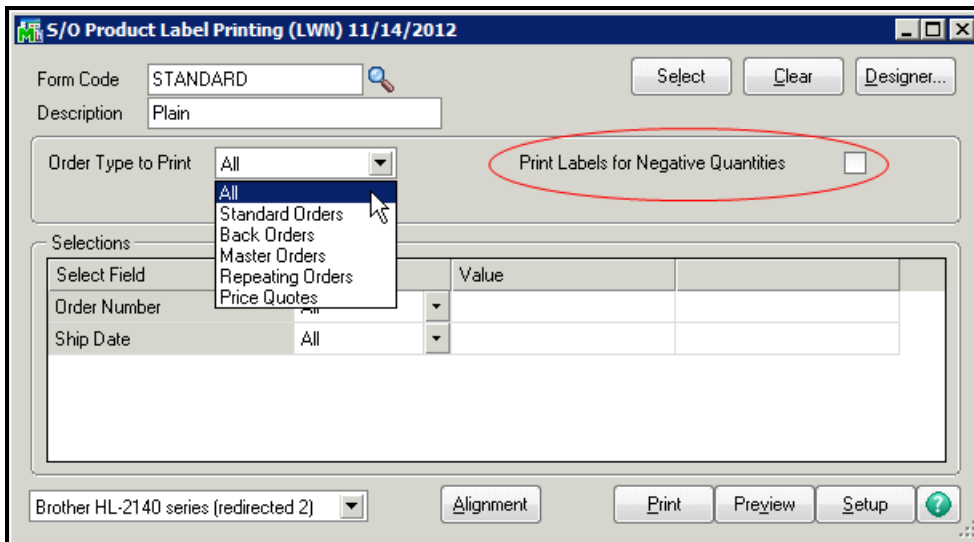 S/O Product Label Printing (LWN) 11/14/2012
Form Code STANDARD Select Clear Designer...
Description Plain
Order Type to Print All Print Labels for Negative Quantities
All
Standard Orders
Back Orders
Master Orders
Repeating Orders
Price Quotes
Selections
Select Field Value
Order Number All
Ship Date All
Brother HL-2140 series (redirected 2) Alignment Print Preview Setup ?